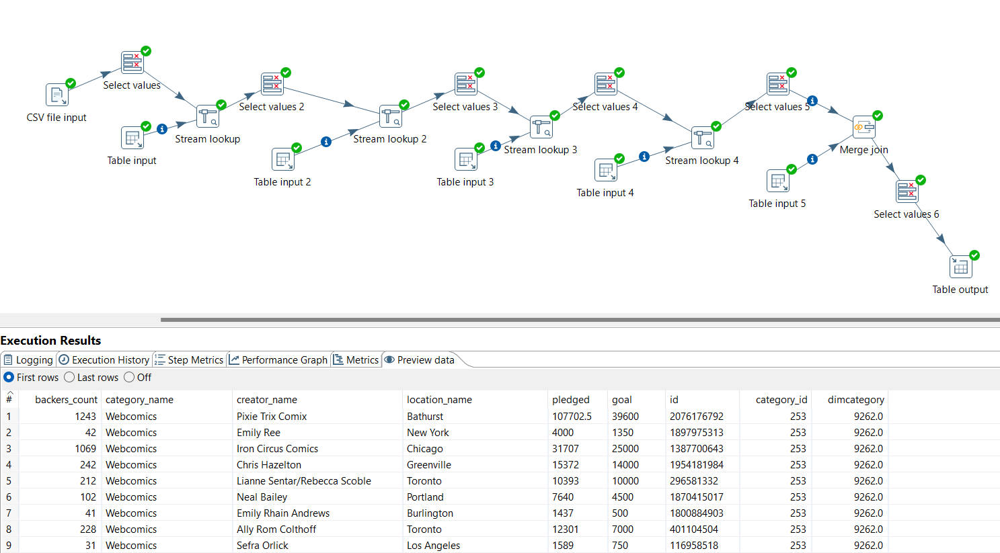 Select values
CSV file input
Table input
Stream lookup
Select values 2
Table input 2
Stream lookup 2
Select values 3
Table input 3
Stream lookup 3
Select values 4
Table input 4
Stream lookup 4
Select values 5
Table input 5
Merge join
Select values 6
Table output
Execution Results
Logging Execution History Step Metrics Performance Graph Metrics Preview data
First rows Last rows Off
# backers_count category_name creator_name location_name pledged goal id category_id dimcategory
1 1243 Webcomics Pixie Trix Comix Bathurst 107702.5 39600 2076176792 253 9262.0
2 42 Webcomics Emily Ree New York 4000 1350 1897975313 253 9262.0
3 1069 Webcomics Iron Circus Comics Chicago 31707 25000 1387700643 253 9262.0
4 242 Webcomics Chris Hazelton Greenville 15372 14000 1954181984 253 9262.0
5 212 Webcomics Lianne Sentar/Rebecca Scoble Toronto 10393 10000 296581332 253 9262.0
6 102 Webcomics Neal Bailey Portland 7640 4500 1870415017 253 9262.0
7 41 Webcomics Emily Rhain Andrews Burlington 1437 500 1800884903 253 9262.0
8 228 Webcomics Ally Rom Colthoff Toronto 12301 7000 401104504 253 9262.0
9 31 Webcomics Sefra Orlick Los Angeles 1589 750 116958518 253 9262.0